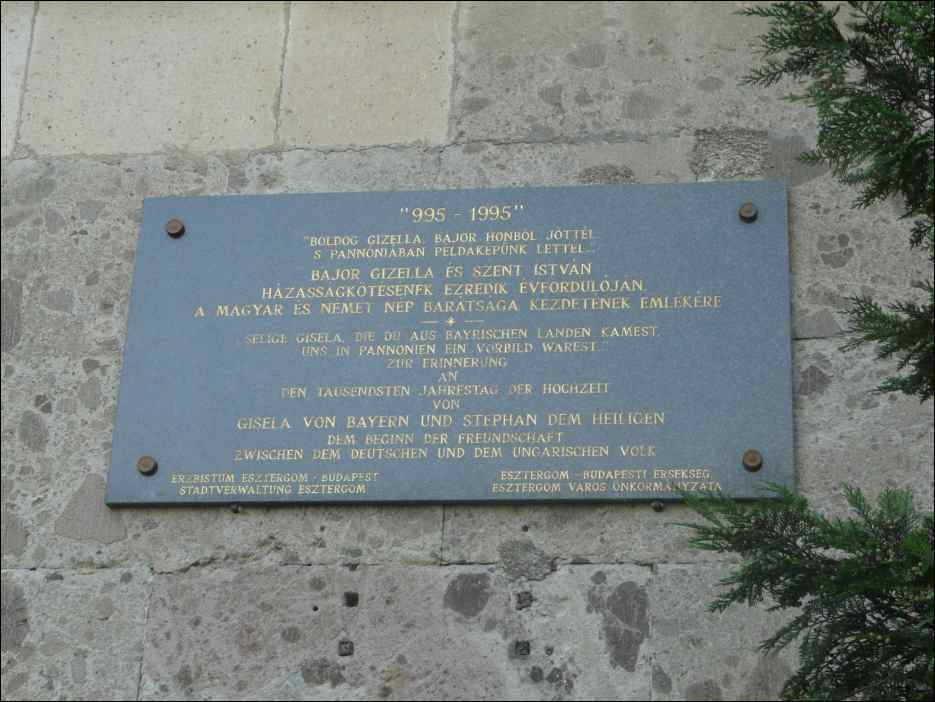 "995 - 1995"
"BOLDOG GIZELLA, BAJOR HONBÓL JÖTTÉL
S PANNÓNIÁBAN PÉLDAKÉPÜNK LETTÉL..."
BAJOR GIZELLA ÉS SZENT ISTVÁN
HÁZASSÁGKÖTÉSÉNEK EZREDIK ÉVFORDULÓJÁN,
A MAGYAR ÉS NÉMET NÉP BARÁTSÁGA KEZDETÉNEK EMLÉKÉRE
"SELIGE GISELA, DIE DU AUS BAYRISCHEN LANDEN KAMEST,
UNS IN PANNONIEN EIN VORBILD WAREST..."
ZUR ERINNERUNG
AN
DEN TAUSENDSTEN JAHRESTAG DER HOCHZEIT
VON
GISELA VON BAYERN UND STEPHAN DEM HEILIGEN
DEM BEGINN DER FREUNDSCHAFT
ZWISCHEN DEM DEUTSCHEN UND DEM UNGARISCHEN VOLK
ERZBISTUM ESZTERGOM - BUDAPEST
STADTVERWALTUNG ESZTERGOM
ESZTERGOM - BUDAPESTI ÉRSEKSÉG
ESZTERGOM VÁROS ÖNKORMÁNYZATA